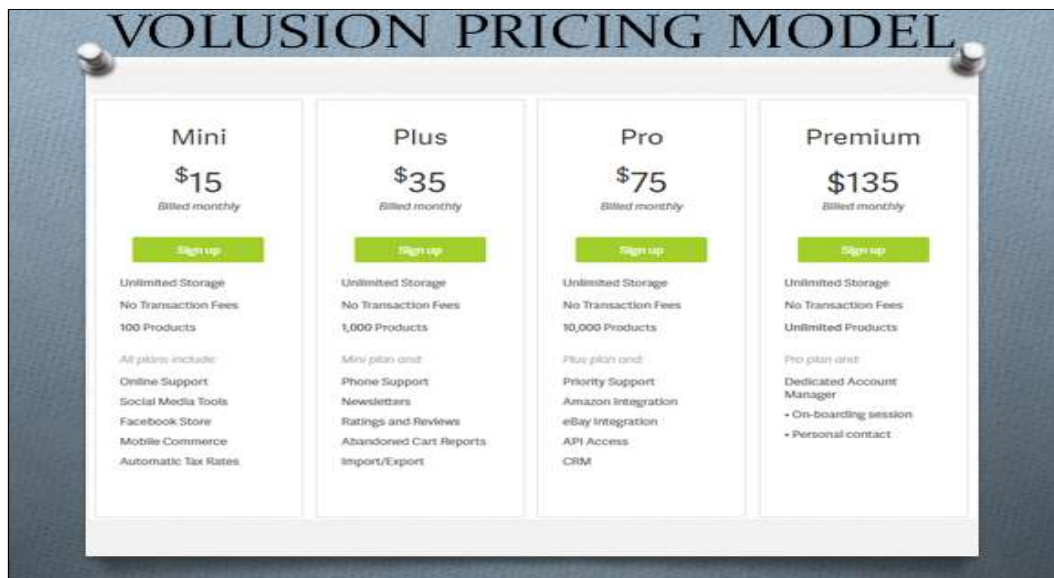 VOLUSION PRICING MODEL
Mini
$15
Billed monthly
Sign up
Unlimited Storage
No Transaction Fees
100 Products
All plans include:
Online Support
Social Media Tools
Facebook Store
Mobile Commerce
Automatic Tax Rates
Plus
$35
Billed monthly
Sign up
Unlimited Storage
No Transaction Fees
1,000 Products
Mini plan and:
Phone Support
Newsletters
Ratings and Reviews
Abandoned Cart Reports
Import/Export
Pro
$75
Billed monthly
Sign up
Unlimited Storage
No Transaction Fees
10,000 Products
Plus plan and:
Priority Support
Amazon Integration
eBay Integration
API Access
CRM
Premium
$135
Billed monthly
Sign up
Unlimited Storage
No Transaction Fees
Unlimited Products
Pro plan and:
Dedicated Account
Manager
• On-boarding session
• Personal contact